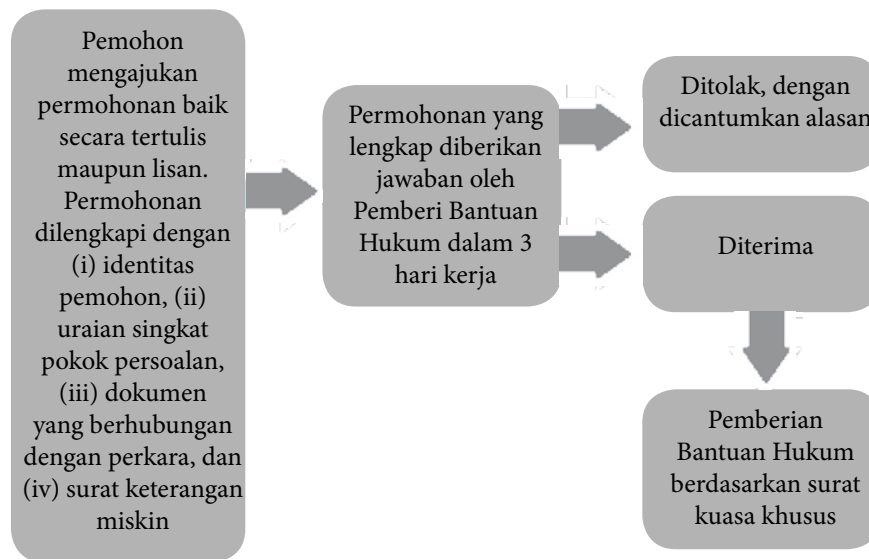 Pemohon
mengajukan
permohonan baik
secara tertulis
maupun lisan.
Permohonan
dilengkapi dengan
(i) identitas
pemohon, (ii)
uraian singkat
pokok persoalan,
(iii) dokumen
yang berhubungan
dengan perkara, dan
(iv) surat keterangan
miskin
Permohonan yang
lengkap diberikan
jawaban oleh
Pemberi Bantuan
Hukum dalam 3
hari kerja
Ditolak, dengan
dicantumkan alasan
Diterima
Pemberian
Bantuan Hukum
berdasarkan surat
kuasa khusus